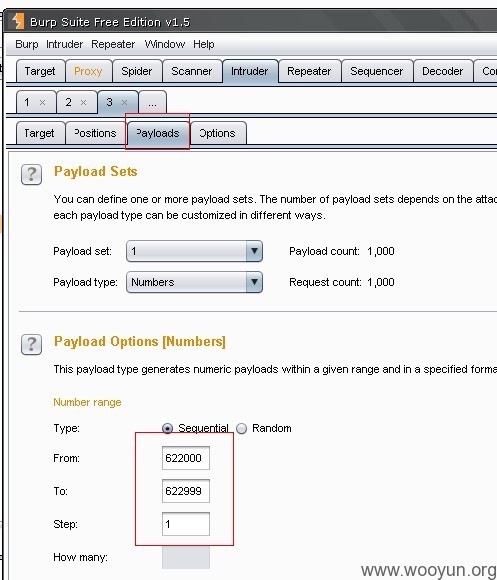 Burp Suite Free Edition v1.5
Burp Intruder Repeater Window Help
Target Proxy Spider Scanner Intruder Repeater Sequencer Decoder Co
1 × 2 × 3 × ...
Target Positions Payloads Options
? Payload Sets
You can define one or more payload sets. The number of payload sets depends on the attac
each payload type can be customized in different ways.
Payload set: 1 Payload count: 1,000
Payload type: Numbers Request count: 1,000
? Payload Options [Numbers]
This payload type generates numeric payloads within a given range and in a specified forma
Number range
Type: Sequential Random
From: 622000
To: 622999
Step: 1
How many:
www.wooyun.org